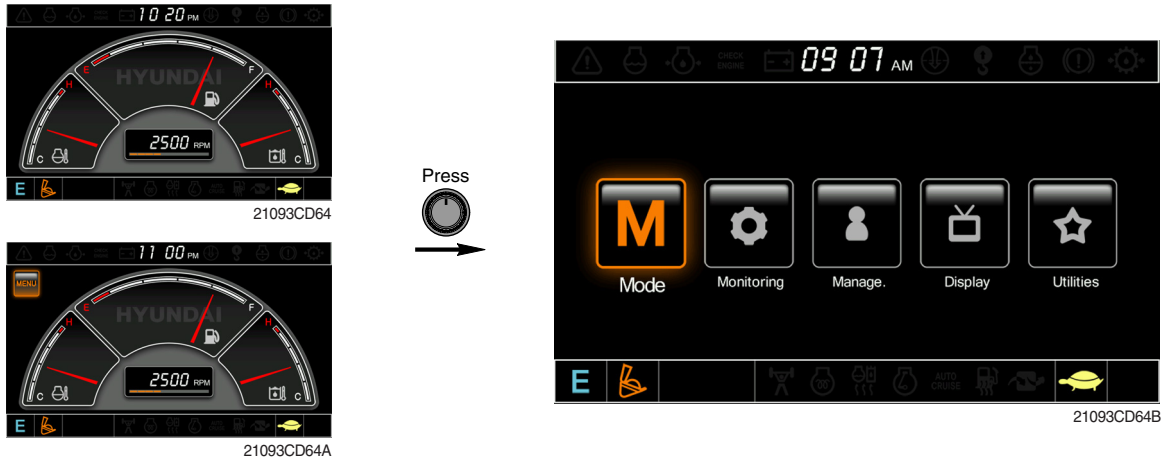 10 20 PM
HYUNDAI
E
F
H
H
C
C
2500 RPM
E
21093CD64
11 00 PM
MENU
HYUNDAI
E
F
H
H
C
C
2500 RPM
E
21093CD64A
Press
CHECK
ENGINE
09 07 AM
M
Mode
Monitoring
Manage.
Display
Utilities
E
AUTO
CRUISE
21093CD64B